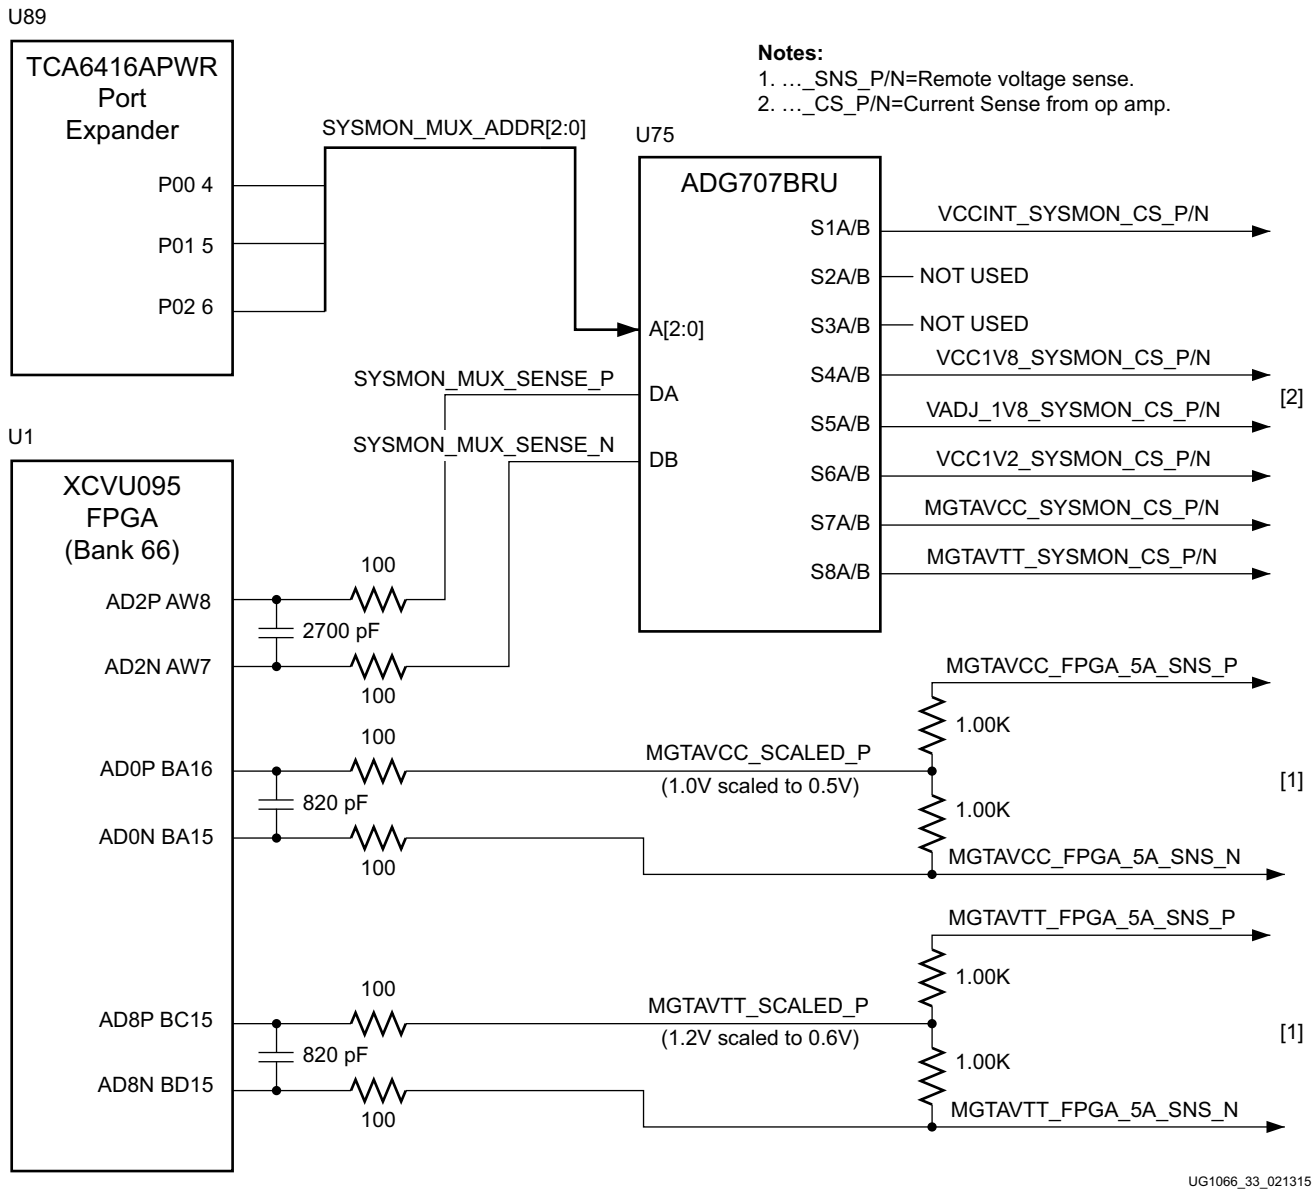 U89
TCA6416APWR
Port
Expander
P00 4
P01 5
P02 6
SYSMON_MUX_ADDR[2:0]
Notes:
1. …_SNS_P/N=Remote voltage sense.
2. …_CS_P/N=Current Sense from op amp.
U75
ADG707BRU
A[2:0]
DA
DB
S1A/B
S2A/B
S3A/B
S4A/B
S5A/B
S6A/B
S7A/B
S8A/B
VCCINT_SYSMON_CS_P/N
NOT USED
NOT USED
VCC1V8_SYSMON_CS_P/N
VADJ_1V8_SYSMON_CS_P/N
VCC1V2_SYSMON_CS_P/N
MGTAVCC_SYSMON_CS_P/N
MGTAVTT_SYSMON_CS_P/N
[2]
SYSMON_MUX_SENSE_P
SYSMON_MUX_SENSE_N
U1
XCVU095
FPGA
(Bank 66)
AD2P AW8
AD2N AW7
AD0P BA16
AD0N BA15
AD8P BC15
AD8N BD15
100
2700 pF
100
100
820 pF
100
100
820 pF
100
MGTAVCC_SCALED_P
(1.0V scaled to 0.5V)
MGTAVCC_FPGA_5A_SNS_P
1.00K
1.00K
MGTAVCC_FPGA_5A_SNS_N
[1]
MGTAVTT_SCALED_P
(1.2V scaled to 0.6V)
MGTAVTT_FPGA_5A_SNS_P
1.00K
1.00K
MGTAVTT_FPGA_5A_SNS_N
[1]
UG1066_33_021315